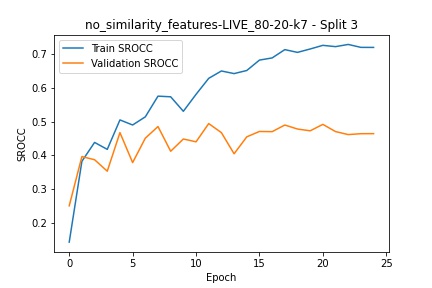 no_similarity_features-LIVE_80-20-k7 - Split 3
Train SROCC
Validation SROCC
0.7
0.6
0.5
0.4
0.3
0.2
SROCC
0 5 10 15 20 25
Epoch